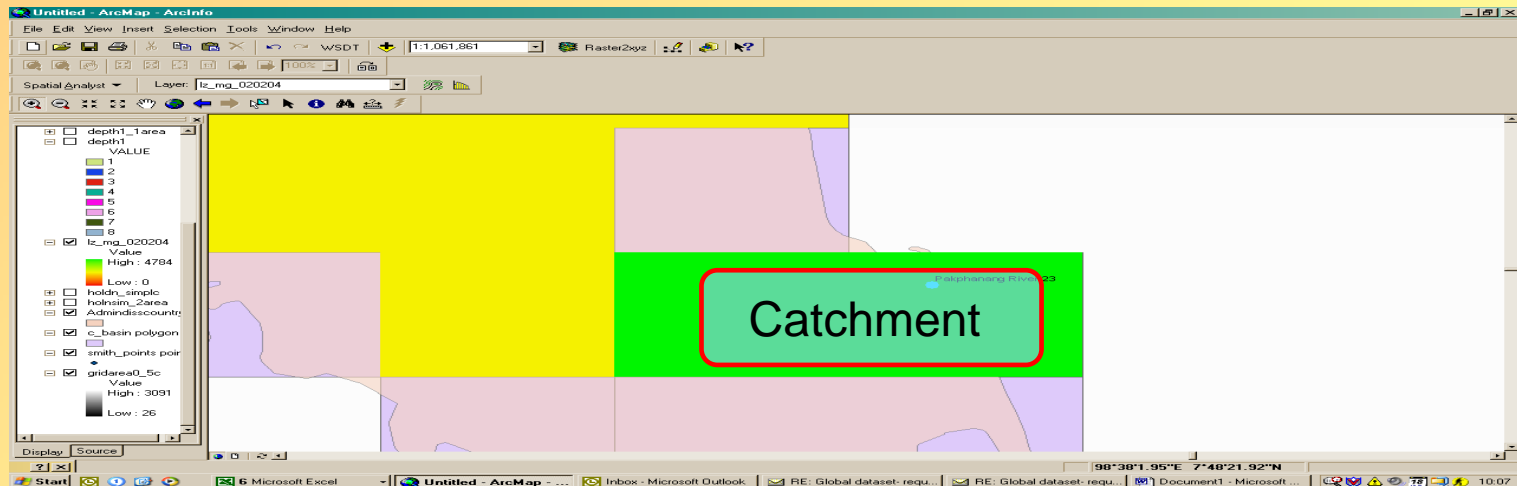 Untitled - ArcMap - ArcInfo
File Edit View Insert Selection Tools Window Help
WSDT 1:1,061,861 Raster2xyz
100%
Spatial Analyst Layer: lz_mg_020204
depth1_1area
depth1
VALUE
1
2
3
4
5
6
7
8
lz_mg_020204
Value
High : 4784
Low : 0
holdn_simplc
holnsim_2area
Admindisscountry
c_basin polygon
smith_points poin
gridarea0_5c
Value
High : 3091
Low : 26
Pakphanang River 23
Catchment
Display Source
98°38'1.95"E 7°48'21.92"N
Start 6 Microsoft Excel Untitled - ArcMap - ... Inbox - Microsoft Outlook RE: Global dataset- requ... RE: Global dataset- requ... Document1 - Microsoft ... 10:07